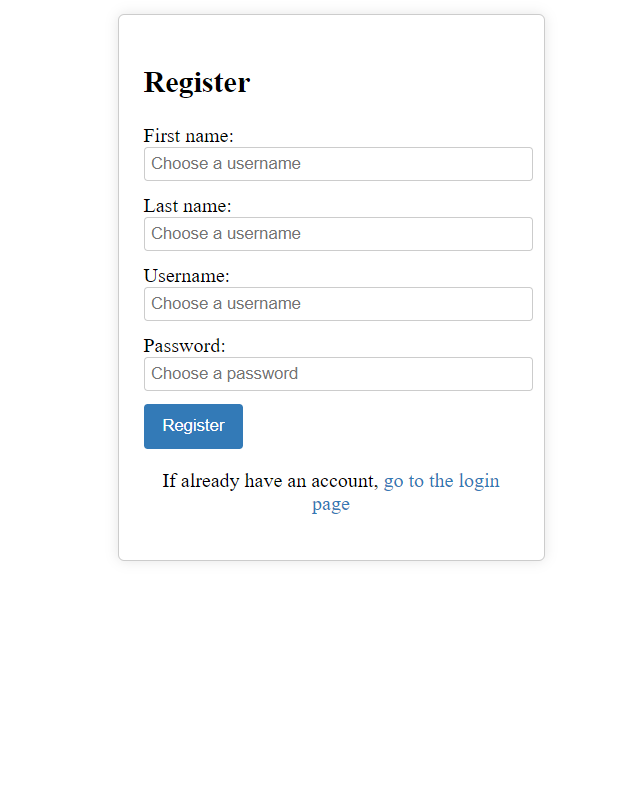 Register
First name:
Choose a username
Last name:
Choose a username
Username:
Choose a username
Password:
Choose a password
Register
If already have an account, go to the login
page